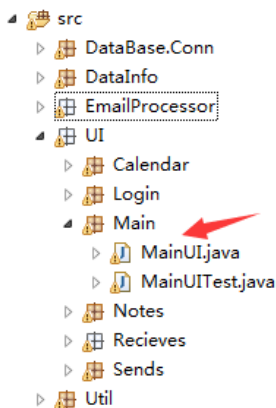 src
DataBase.Conn
DataInfo
EmailProcessor
UI
Calendar
Login
Main
MainUI.java
MainUITest.java
Notes
Recieves
Sends
Util